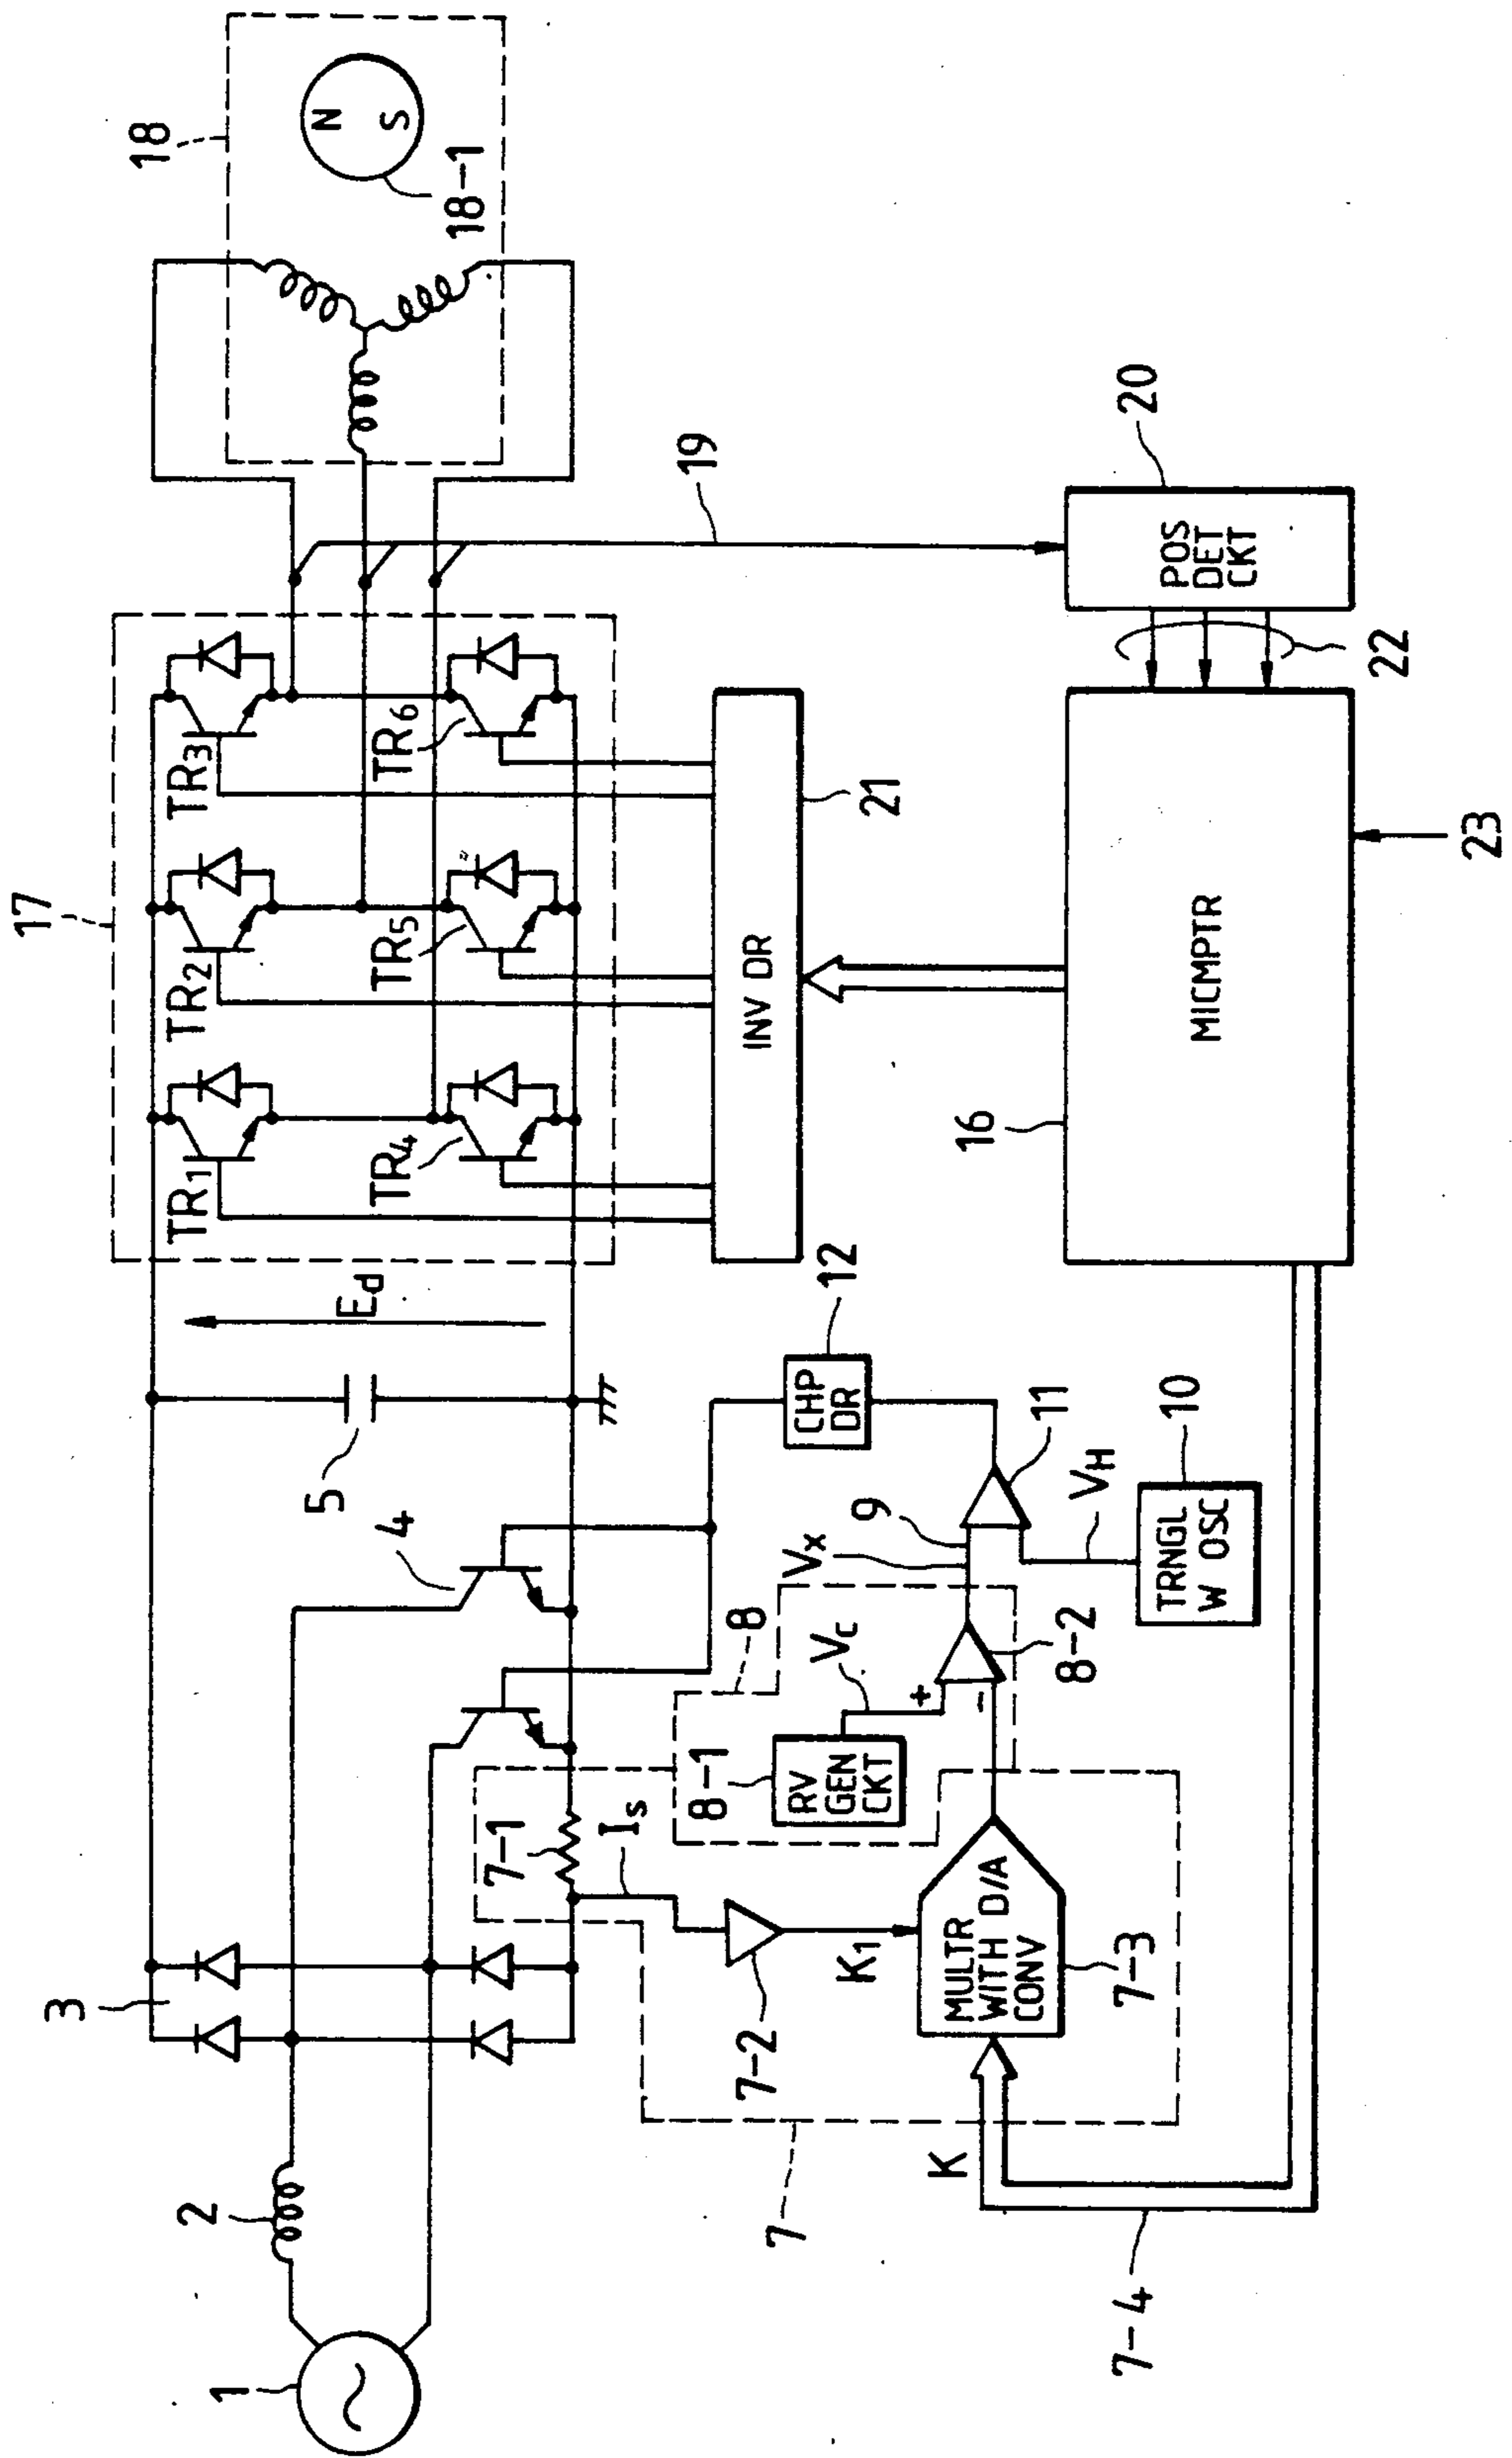 17
18
N
S
18-1
TR1
TR2
TR3
TR4
TR5
TR6
Ed
3
2
1
4
5
7-1
Is
7-2
K1
MULTR
WITH D/A
CONV
7-3
K
7
7-4
8
8-1
RV
GEN
CKT
Vc
+
-
8-2
Vx
9
11
VH
TRNGL
W OSC
10
CHP
DR
12
INV DR
21
19
POS
DET
CKT
20
22
MICMPTR
16
23